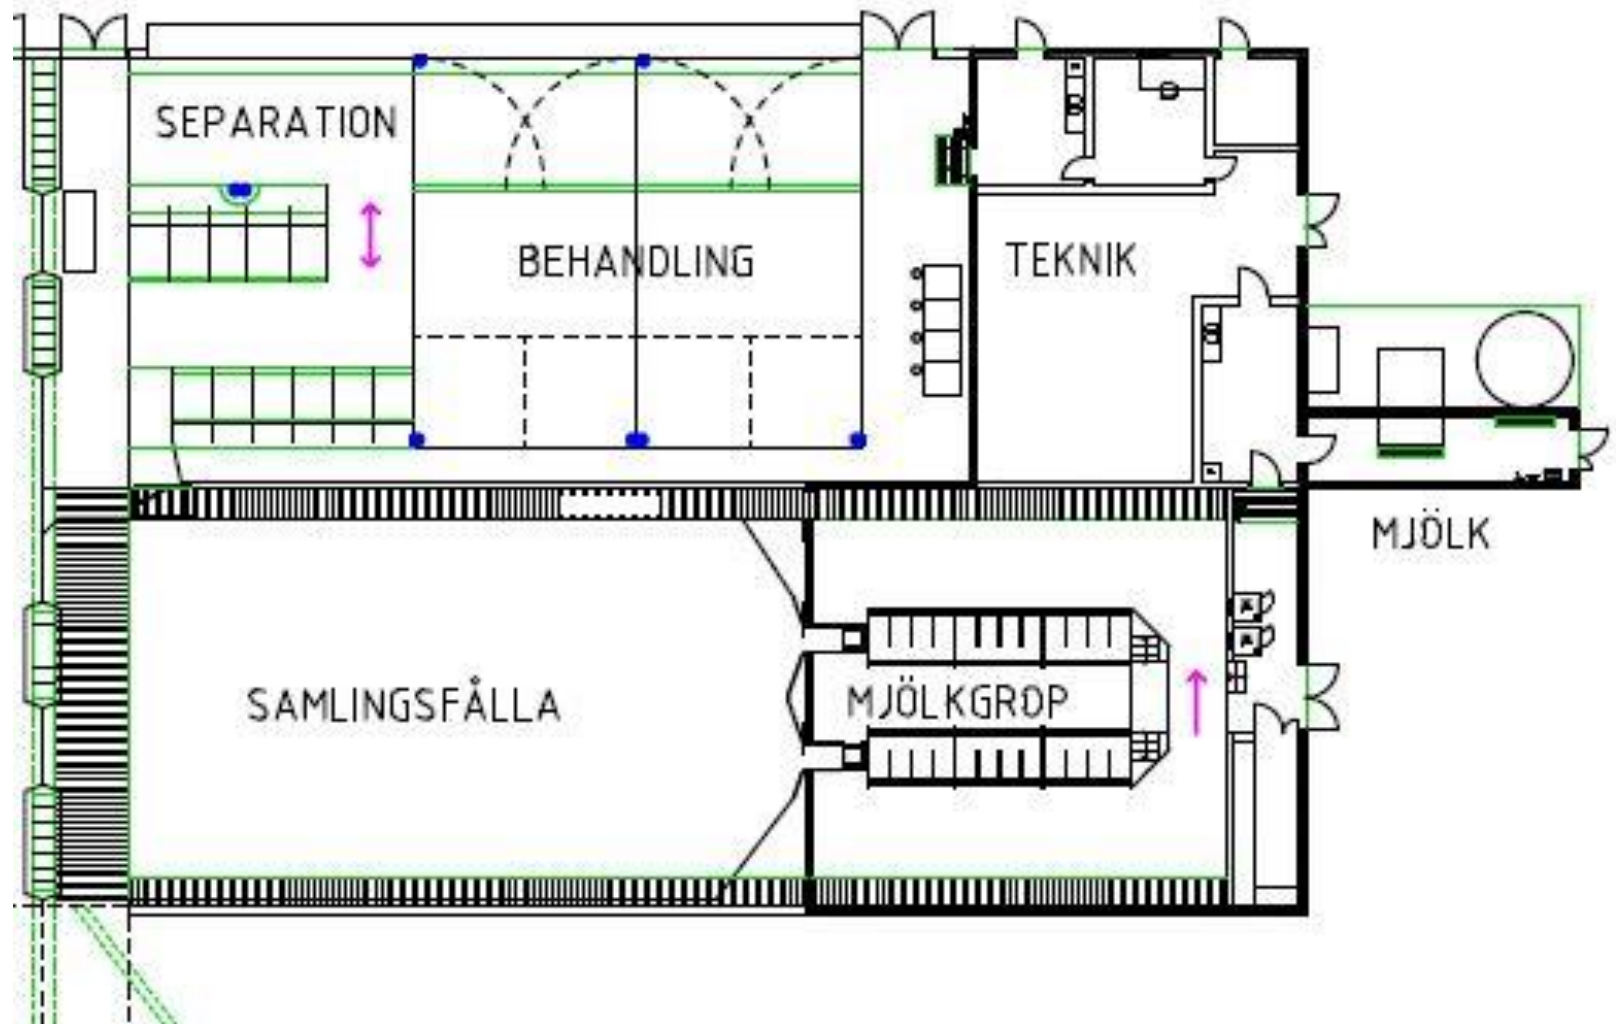 SEPARATION
BEHANDLING
TEKNIK
MJÖLK
SAMLINGSFÅLLA
MJÖLKGROP